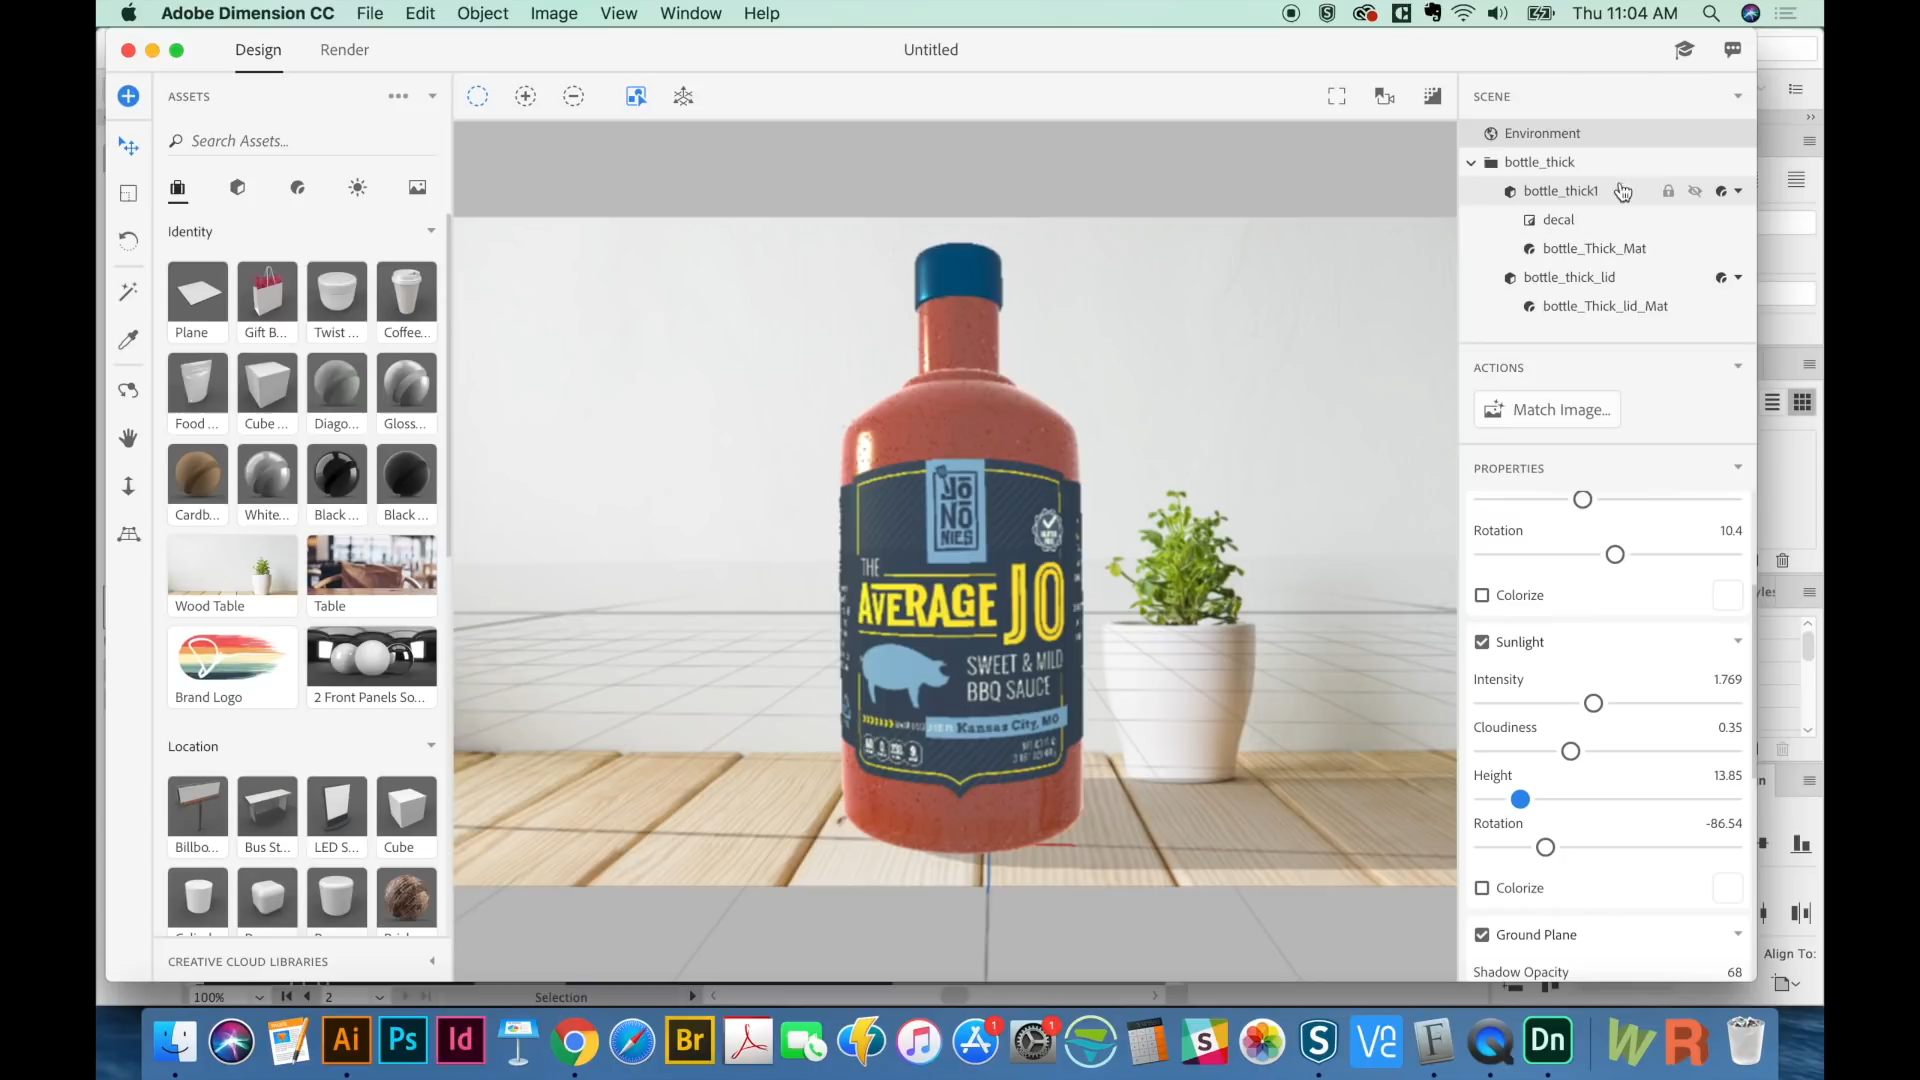 Adobe Dimension CC File Edit Object Image View Window Help Thu 11:04 AM
Design Render Untitled
ASSETS
Search Assets...
Identity
Plane Gift B... Twist ... Coffee...
Food ... Cube ... Diago... Gloss...
Cardb... White... Black ... Black ...
Wood Table Table
Brand Logo 2 Front Panels So...
Location
Billbo... Bus St... LED S... Cube
CREATIVE CLOUD LIBRARIES
JO
NO
NIES
THE
AVERAGE JO
SWEET & MILD
BBQ SAUCE
Kansas City, MO
SCENE
Environment
bottle_thick
bottle_thick1
decal
bottle_Thick_Mat
bottle_thick_lid
bottle_Thick_lid_Mat
ACTIONS
Match Image...
PROPERTIES
Rotation 10.4
Colorize
Sunlight
Intensity 1.769
Cloudiness 0.35
Height 13.85
Rotation -86.54
Colorize
Ground Plane
Shadow Opacity 68
Align To:
100% 2 Selection
Ai Ps Id Br 1 1 S Dn